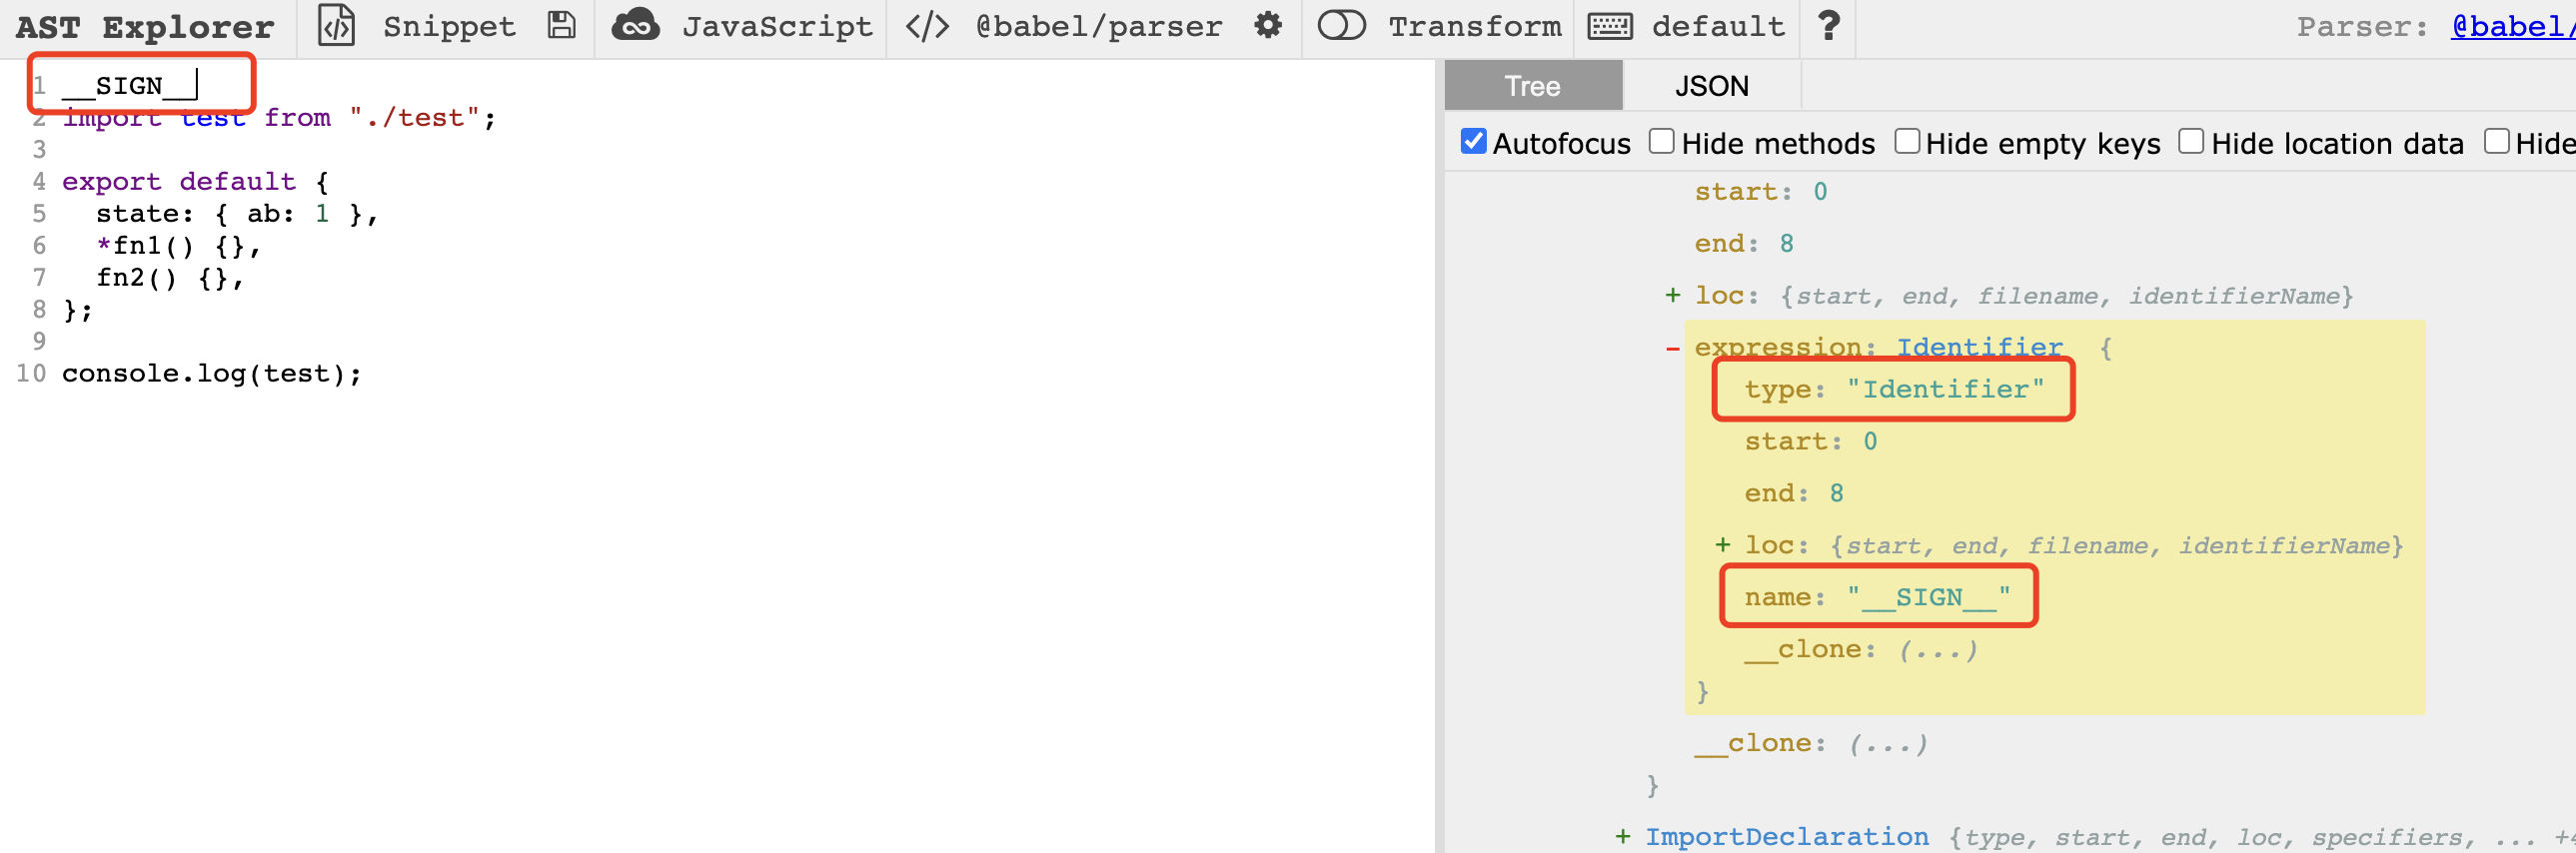 AST Explorer Snippet JavaScript </> @babel/parser Transform default ? Parser: @babel/
1 __SIGN__
2 import test from "./test";
3
4 export default {
5 state: { ab: 1 },
6 *fn1() {},
7 fn2() {},
8 };
9
10 console.log(test);
Tree JSON
Autofocus Hide methods Hide empty keys Hide location data Hide
start: 0
end: 8
+ loc: {start, end, filename, identifierName}
- expression: Identifier {
type: "Identifier"
start: 0
end: 8
+ loc: {start, end, filename, identifierName}
name: "__SIGN__"
__clone: (...)
}
__clone: (...)
}
+ ImportDeclaration {type, start, end, loc, specifiers, ... +4